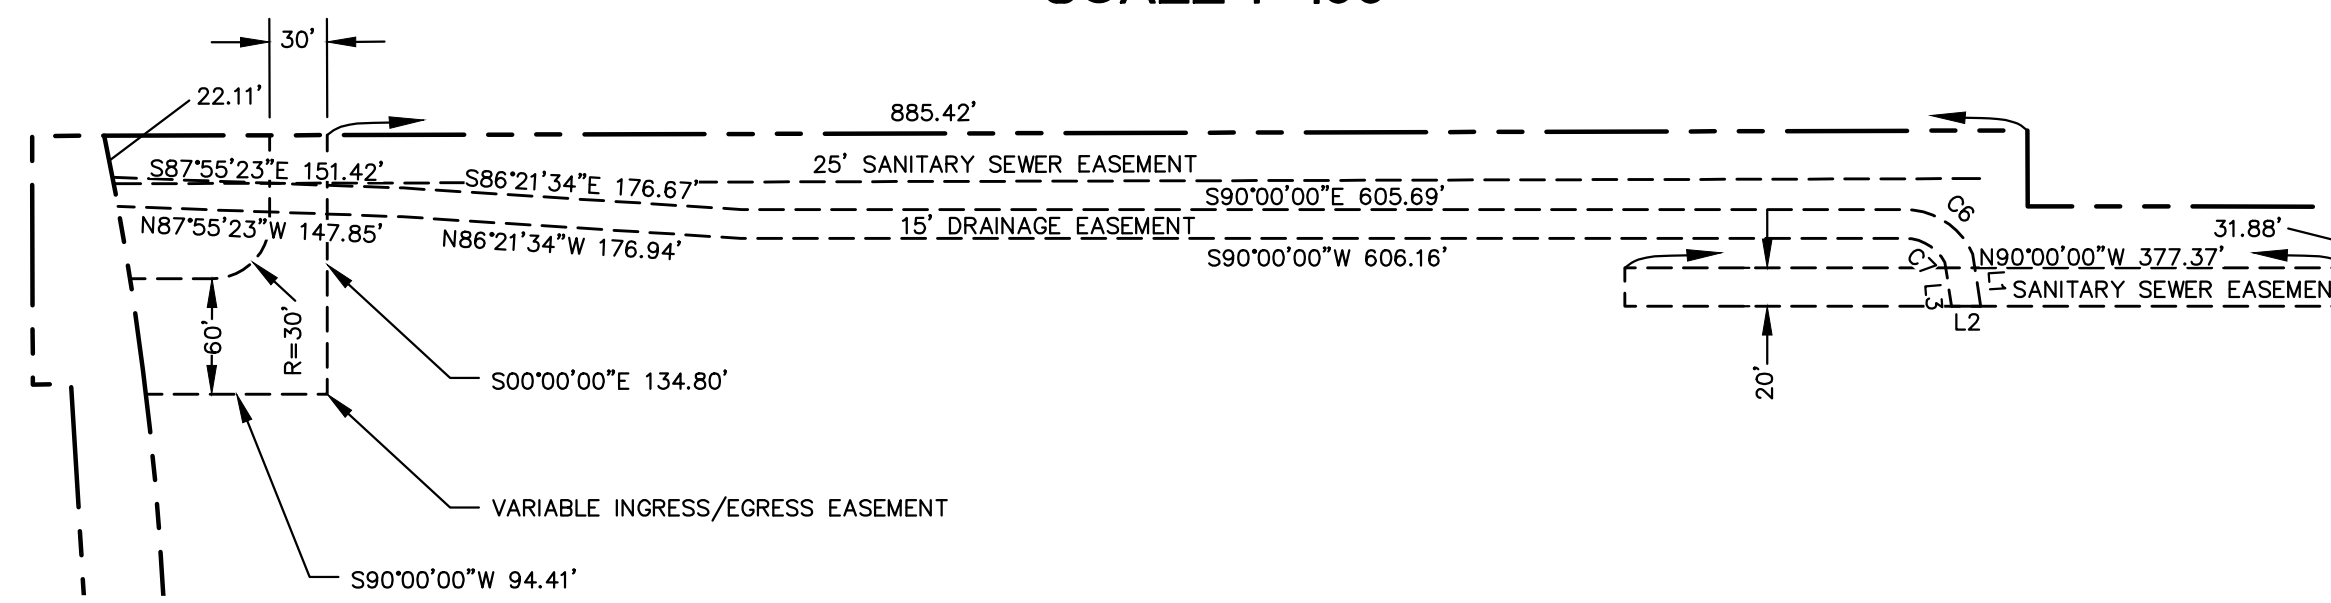 30'
22.11'
885.42'
25' SANITARY SEWER EASEMENT
S87°55'23"E 151.42'
S86°21'34"E 176.67'
S90°00'00"E 605.69'
C6
15' DRAINAGE EASEMENT
31.88'
N87°55'23"W 147.85'
N86°21'34"W 176.94'
S90°00'00"W 606.16'
C7
N90°00'00"W 377.37'
L1
SANITARY SEWER EASEMEN
L3
L2
60'
R=30'
S00°00'00"E 134.80'
20'
VARIABLE INGRESS/EGRESS EASEMENT
S90°00'00"W 94.41'